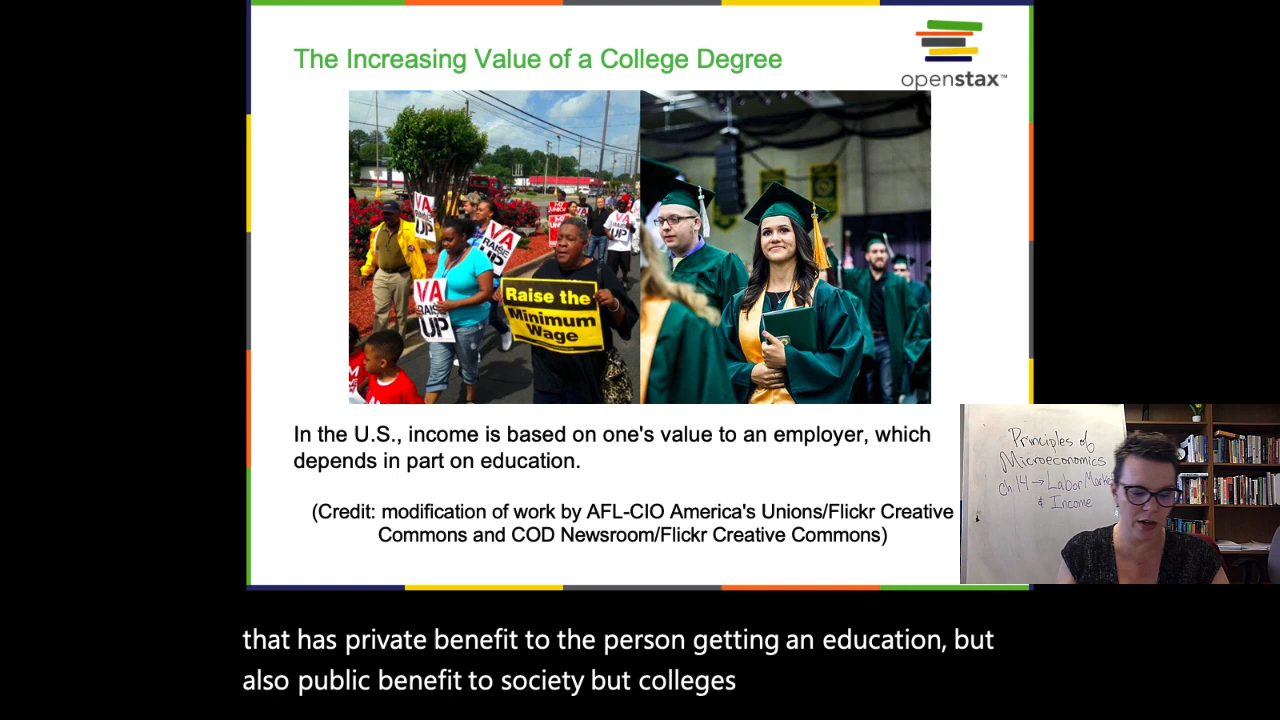 The Increasing Value of a College Degree
openstax™
VA
RAISE
UP
VA
RAISE
UP
VA
UP
Raise the
Minimum
Wage
In the U.S., income is based on one's value to an employer, which
depends in part on education.
(Credit: modification of work by AFL-CIO America's Unions/Flickr Creative
Commons and COD Newsroom/Flickr Creative Commons)
Principles of
Microeconomics
Ch.14 → Labor Market
& Income
that has private benefit to the person getting an education, but
also public benefit to society but colleges